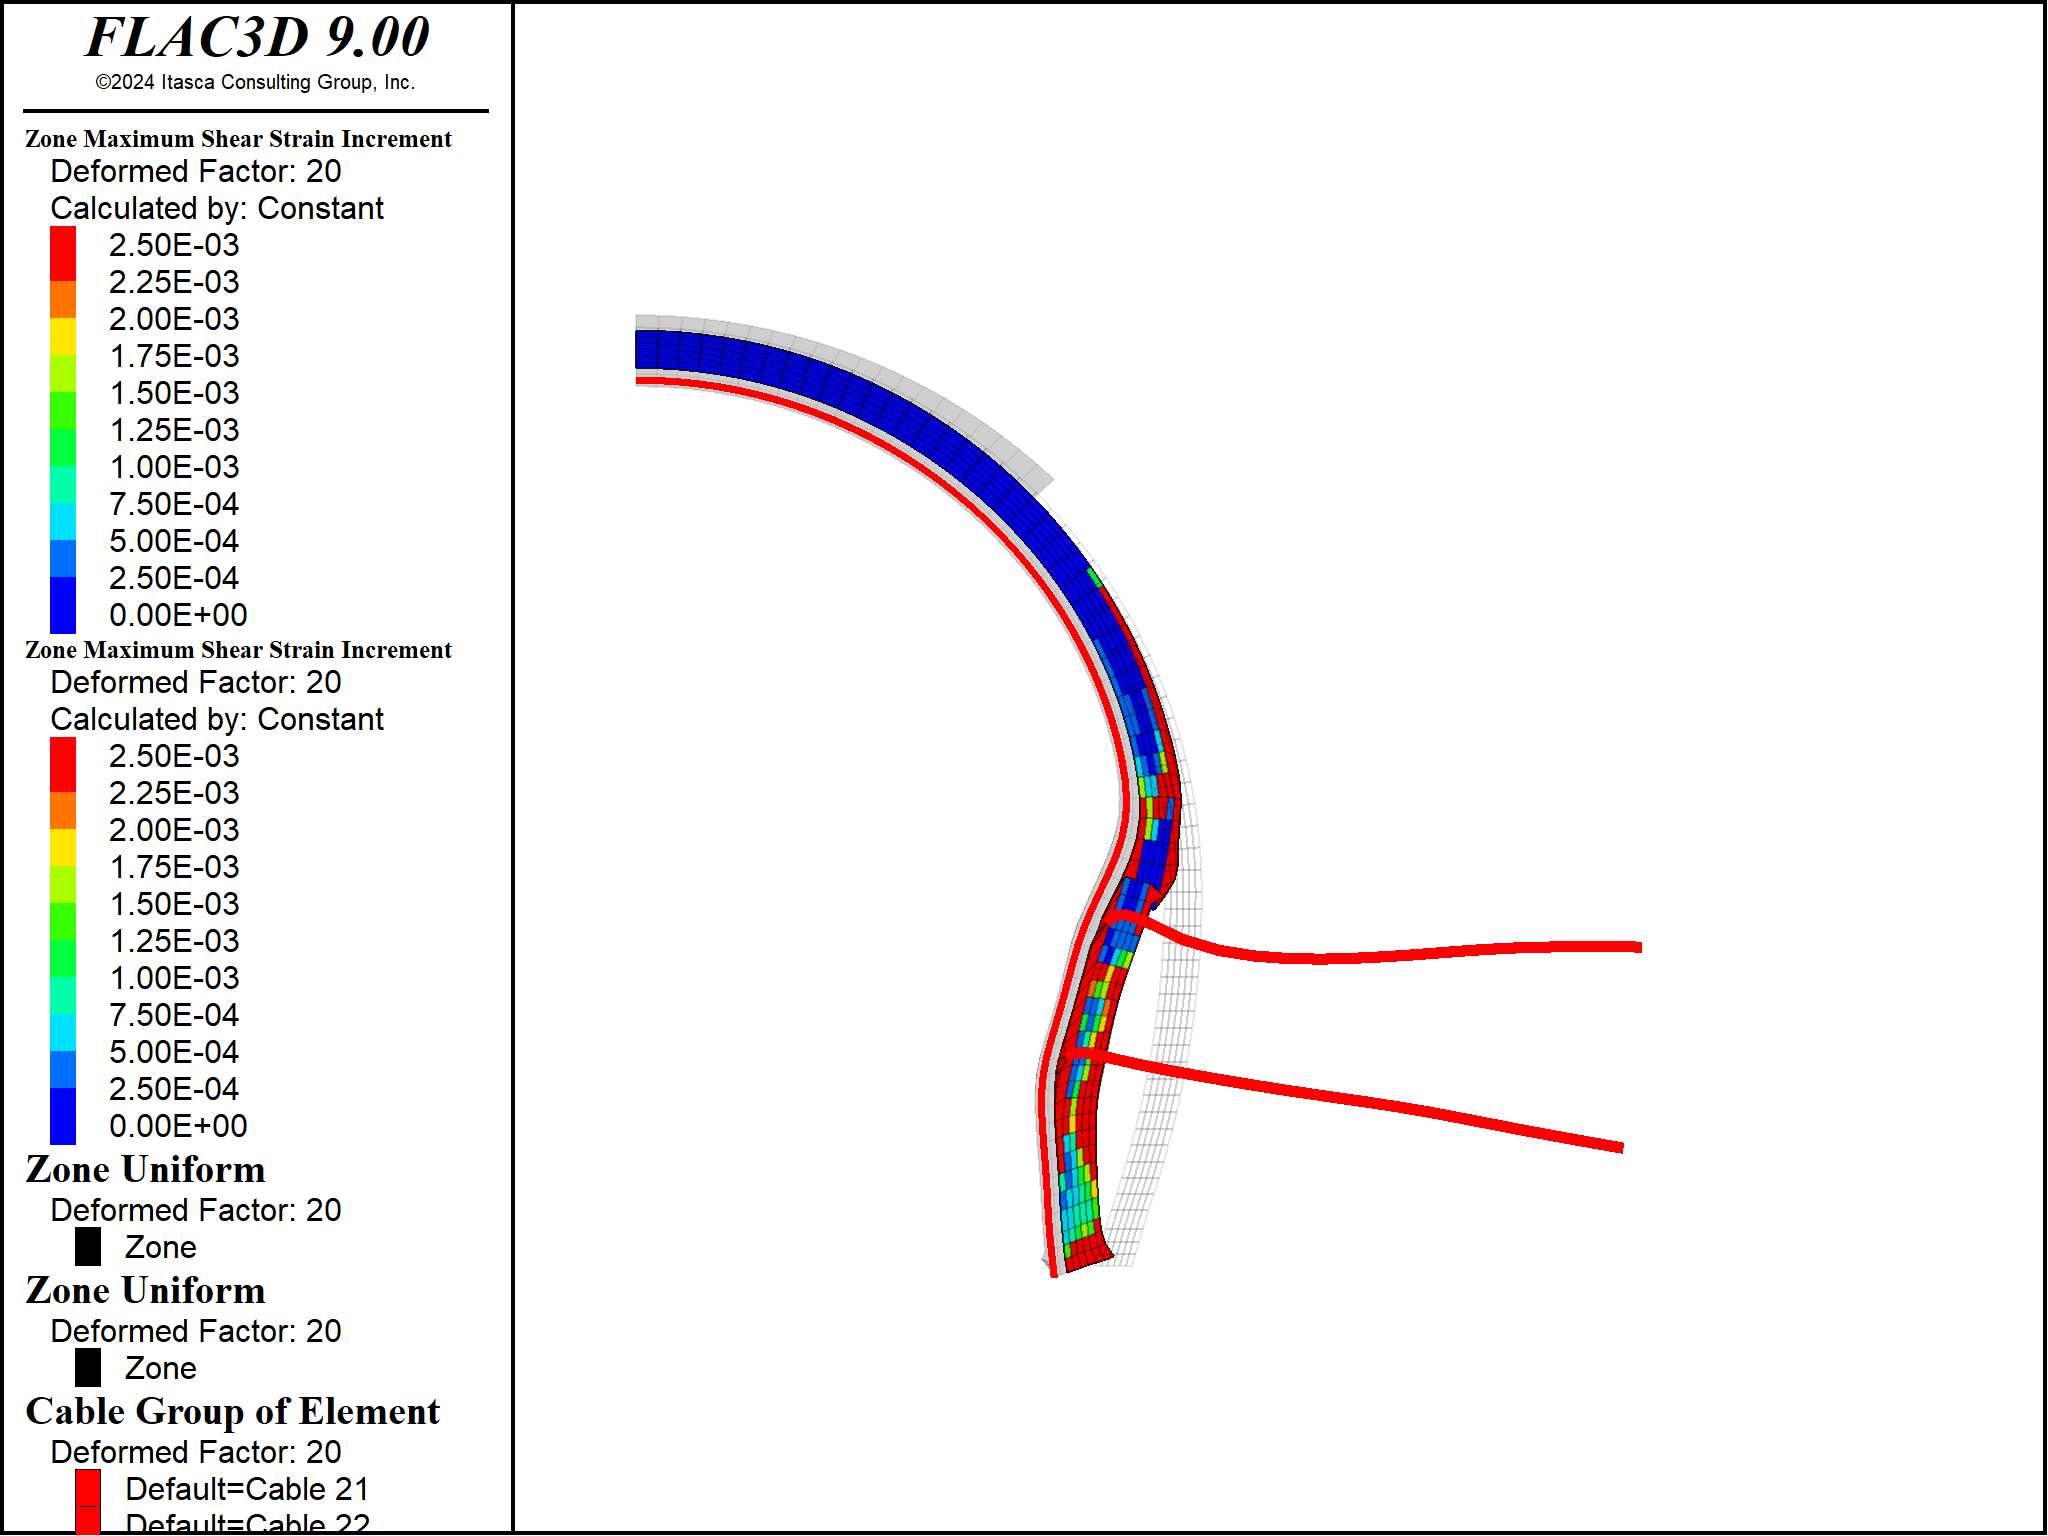 FLAC3D 9.00
©2024 Itasca Consulting Group, Inc.
Zone Maximum Shear Strain Increment
Deformed Factor: 20
Calculated by: Constant
2.50E-03
2.25E-03
2.00E-03
1.75E-03
1.50E-03
1.25E-03
1.00E-03
7.50E-04
5.00E-04
2.50E-04
0.00E+00
Zone Maximum Shear Strain Increment
Deformed Factor: 20
Calculated by: Constant
2.50E-03
2.25E-03
2.00E-03
1.75E-03
1.50E-03
1.25E-03
1.00E-03
7.50E-04
5.00E-04
2.50E-04
0.00E+00
Zone Uniform
Deformed Factor: 20
Zone
Zone Uniform
Deformed Factor: 20
Zone
Cable Group of Element
Deformed Factor: 20
Default=Cable 21
Default=Cable 22